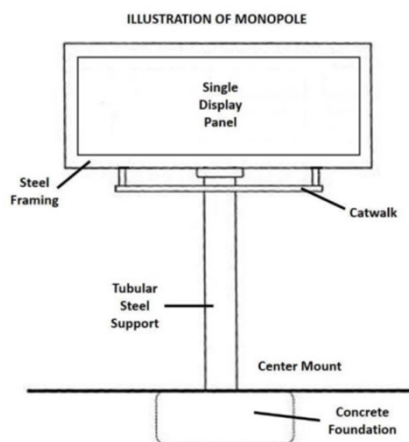 ILLUSTRATION OF MONOPOLE
Single
Display
Panel
Steel
Framing
Catwalk
Tubular
Steel
Support
Center Mount
Concrete
Foundation